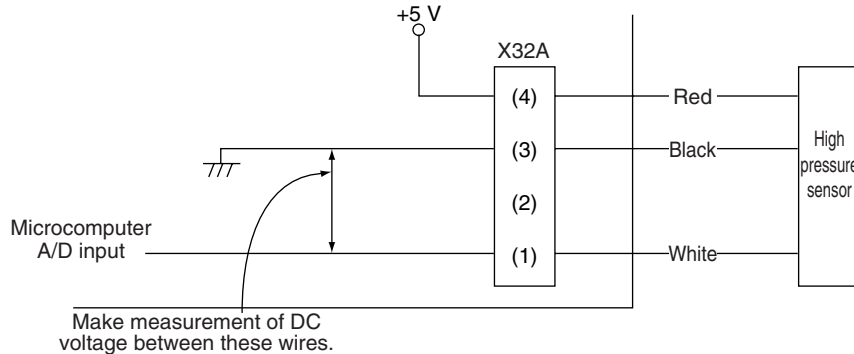 +5 V
X32A
(4)
Red
(3)
Black
High
pressure
sensor
(2)
Microcomputer
A/D input
(1)
White
Make measurement of DC
voltage between these wires.